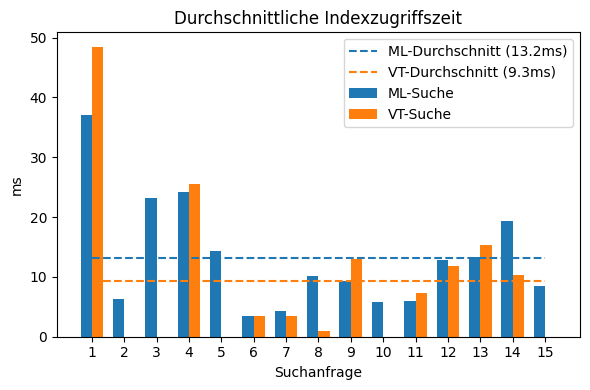 Durchschnittliche Indexzugriffszeit
ML-Durchschnitt (13.2ms)
VT-Durchschnitt (9.3ms)
ML-Suche
VT-Suche
50
40
30
20
10
0
ms
1 2 3 4 5 6 7 8 9 10 11 12 13 14 15
Suchanfrage